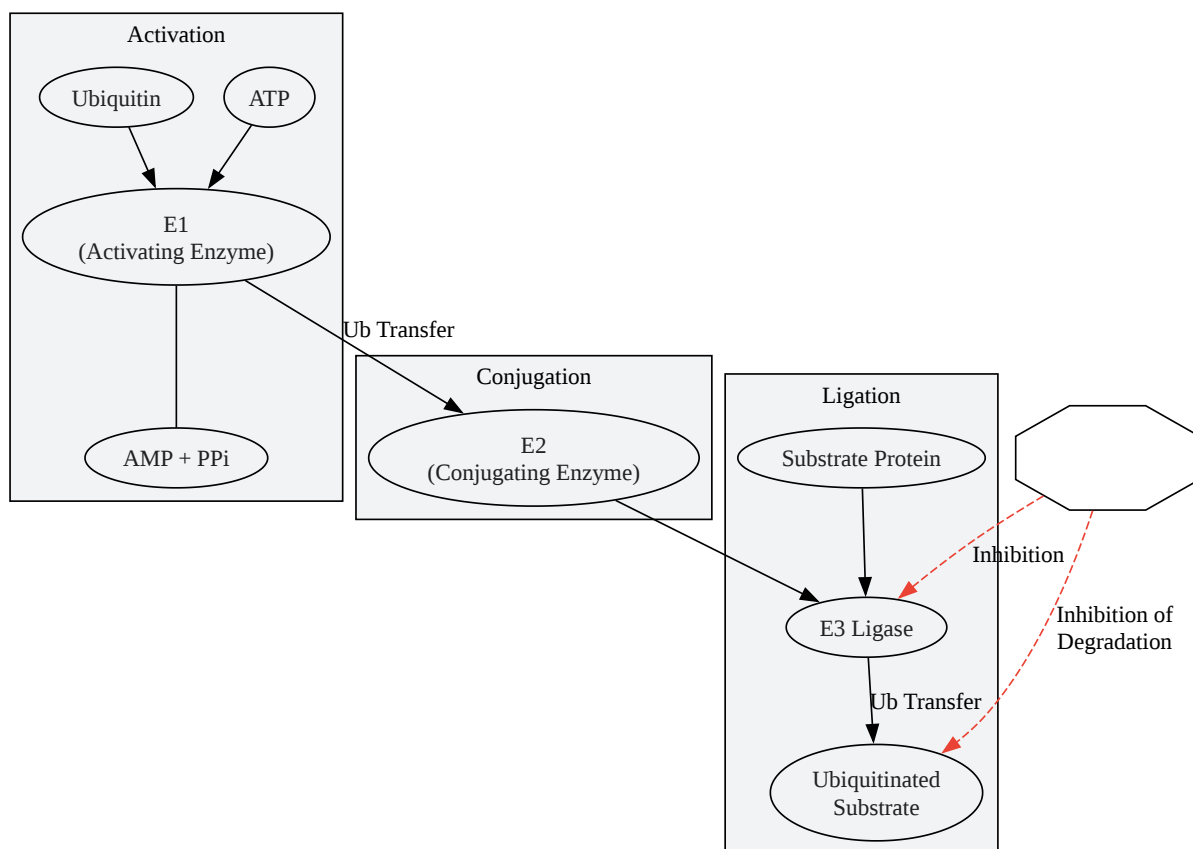 Activation
Ubiquitin
ATP
E1
(Activating Enzyme)
Ub Transfer
AMP + PPi
Conjugation
E2
(Conjugating Enzyme)
Ligation
Substrate Protein
Inhibition
E3 Ligase
Inhibition of
Degradation
Ub Transfer
Ubiquitinated
Substrate